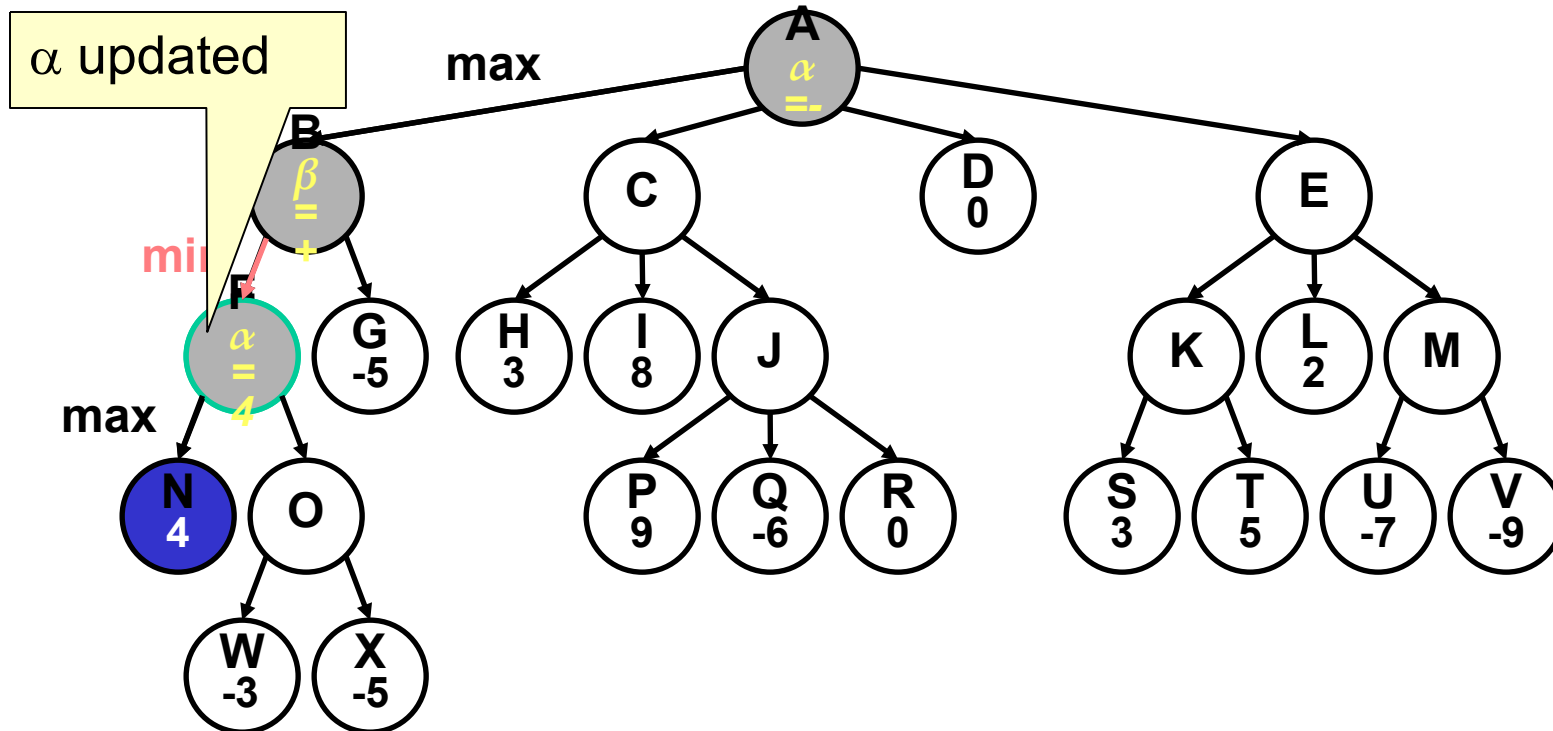 α updated
max
A
α
=-
B
β
=
+
C
D
0
E
F
α
=
4
G
-5
H
3
I
8
J
K
L
2
M
max
N
4
O
P
9
Q
-6
R
0
S
3
T
5
U
-7
V
-9
W
-3
X
-5